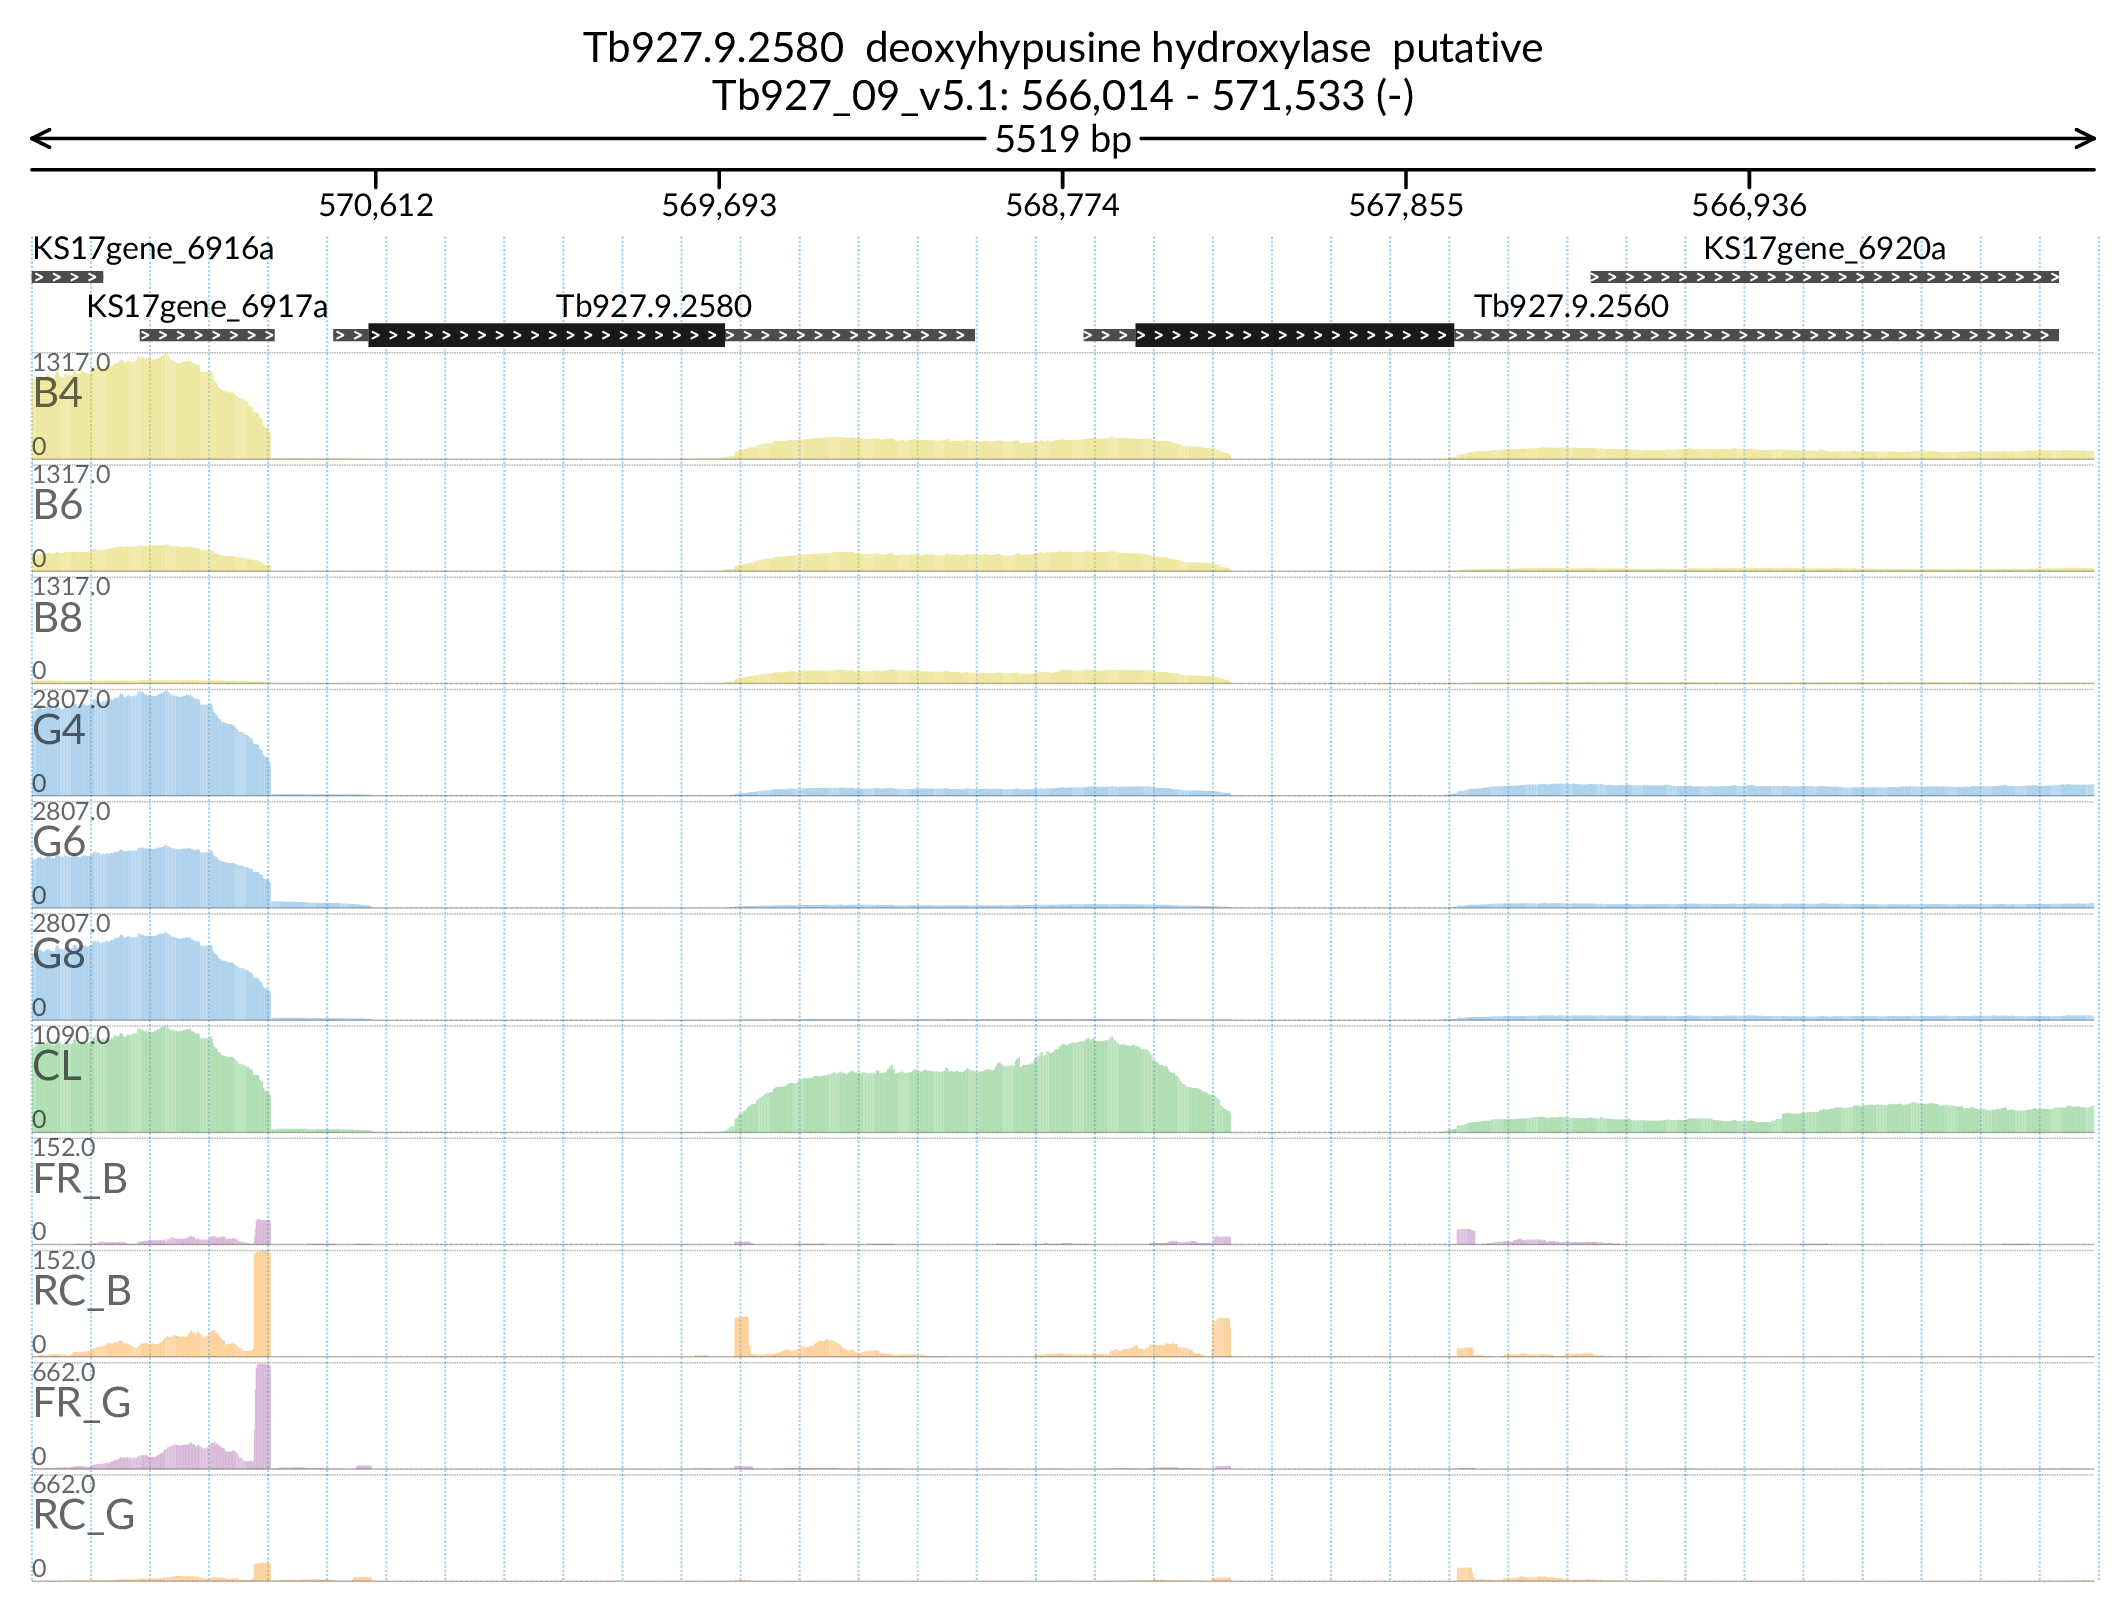 Tb927.9.2580 deoxyhypusine hydroxylase putative
Tb927_09_v5.1: 566,014 - 571,533 (-)
5519 bp
570,612 569,693 568,774 567,855 566,936
KS17gene_6916a KS17gene_6920a
KS17gene_6917a Tb927.9.2580 Tb927.9.2560
1317.0
B4
0
1317.0
B6
0
1317.0
B8
0
2807.0
G4
0
2807.0
G6
0
2807.0
G8
0
1090.0
CL
0
152.0
FR_B
0
152.0
RC_B
0
662.0
FR_G
0
662.0
RC_G
0